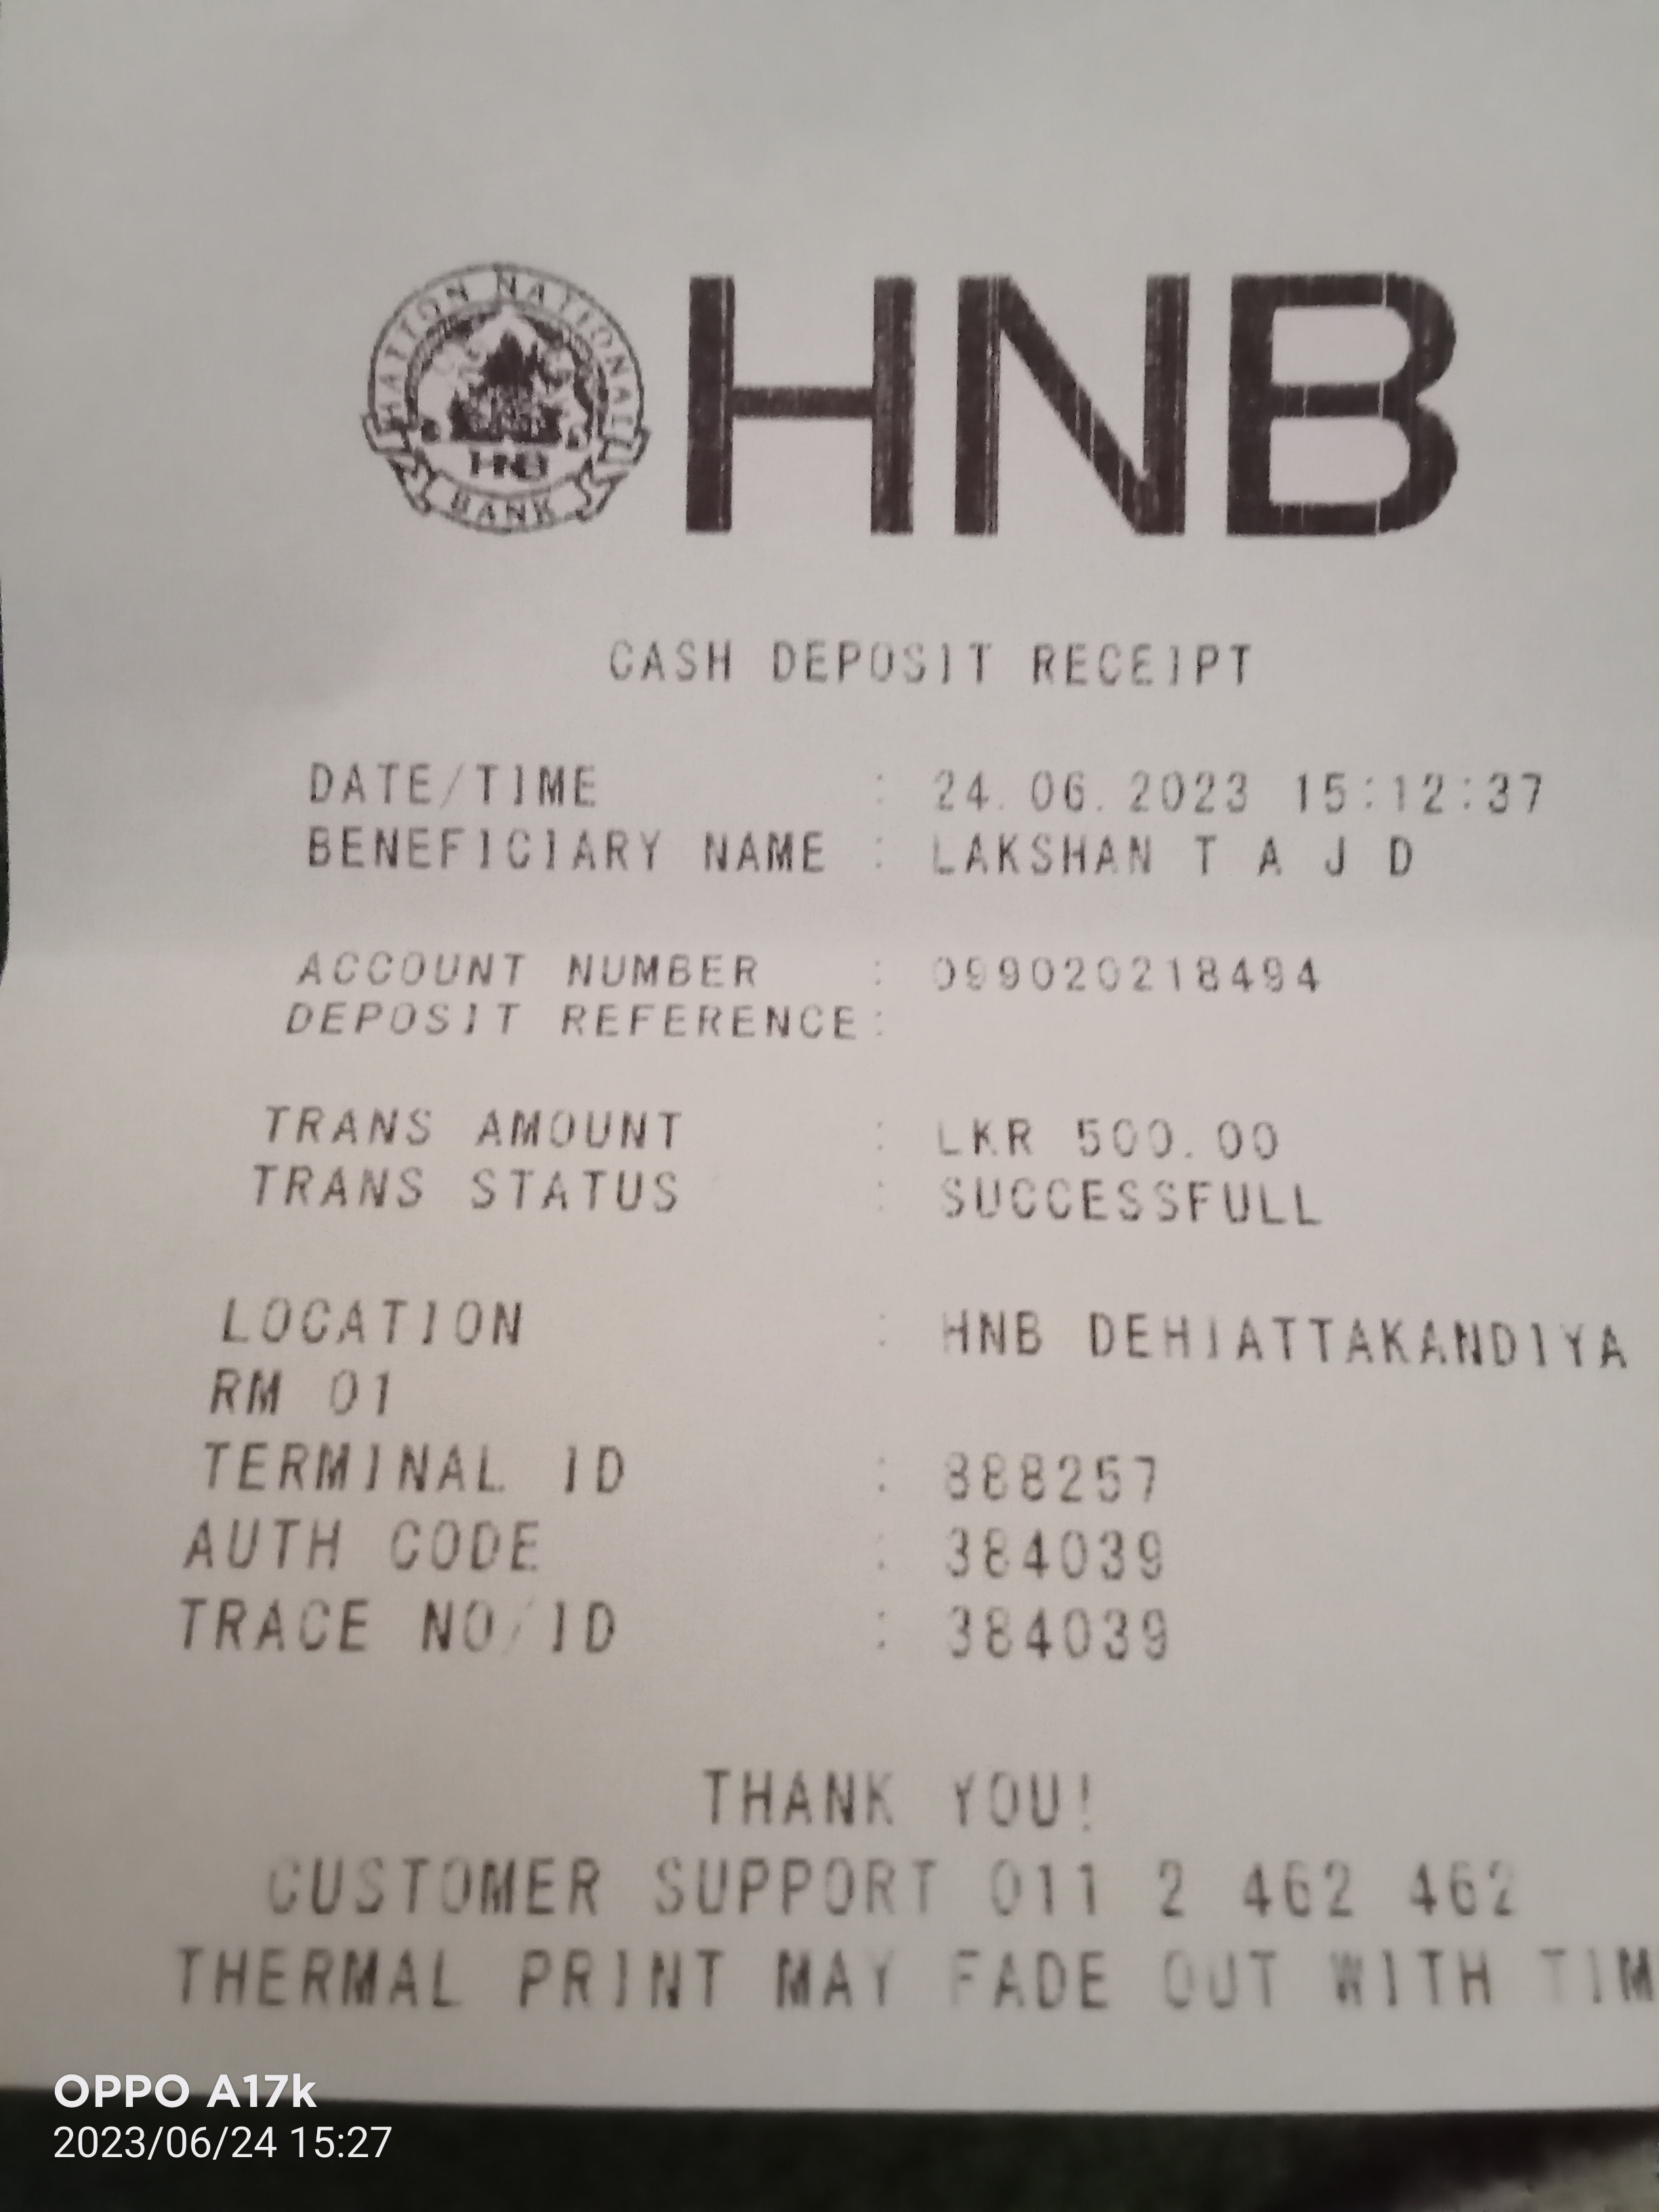 HATTON NATIONAL
HNB
BANK
HNB
CASH DEPOSIT RECEIPT
DATE/TIME : 24.06.2023 15:12:37
BENEFICIARY NAME : LAKSHAN T A J D
ACCOUNT NUMBER : 099020218494
DEPOSIT REFERENCE:
TRANS AMOUNT : LKR 500.00
TRANS STATUS : SUCCESSFULL
LOCATION : HNB DEHIATTAKANDIYA
RM 01
TERMINAL ID : 888257
AUTH CODE : 384039
TRACE NO/ID : 384039
THANK YOU!
CUSTOMER SUPPORT 011 2 462 462
THERMAL PRINT MAY FADE OUT WITH TIM
OPPO A17k
2023/06/24 15:27